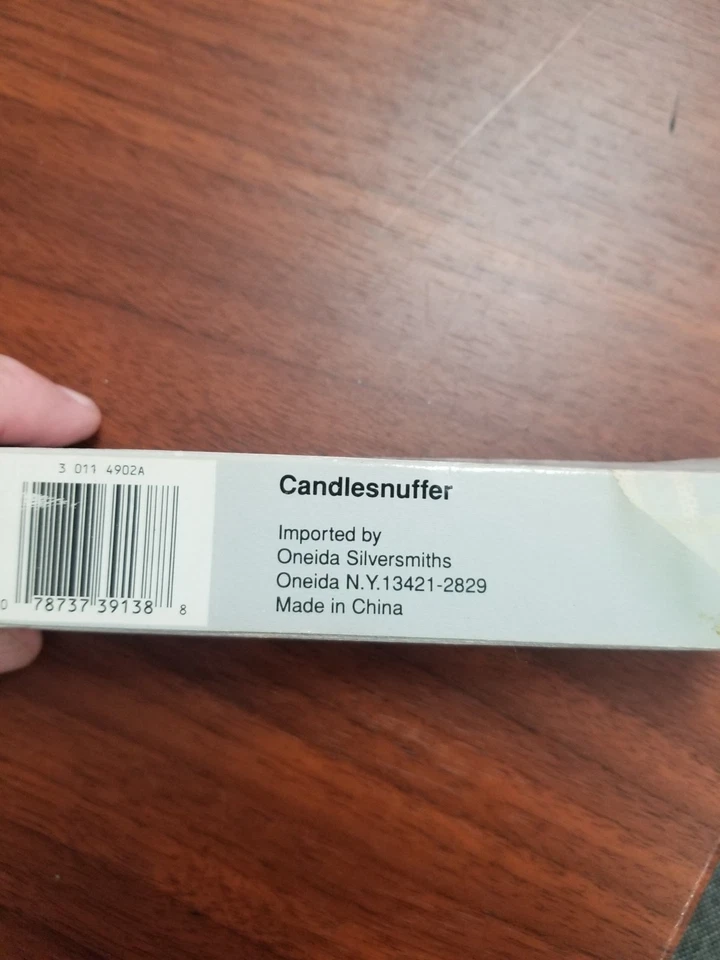 3 011 4902A
0 78737 39138 8
Candlesnuffer
Imported by
Oneida Silversmiths
Oneida N.Y.13421-2829
Made in China